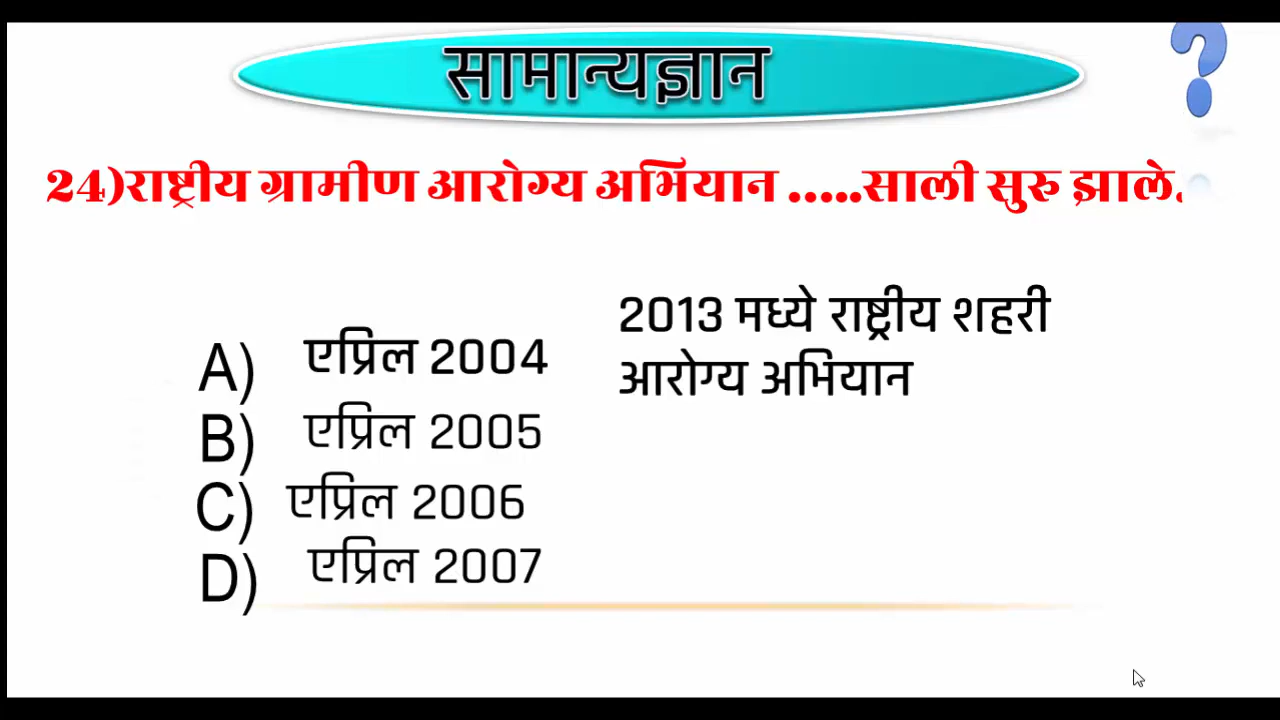 सामान्यज्ञान
24)राष्ट्रीय ग्रामीण आरोग्य अभियान .....साली सुरु झाले.
2013 मध्ये राष्ट्रीय शहरी
आरोग्य अभियान
A) एप्रिल 2004
B) एप्रिल 2005
C) एप्रिल 2006
D) एप्रिल 2007